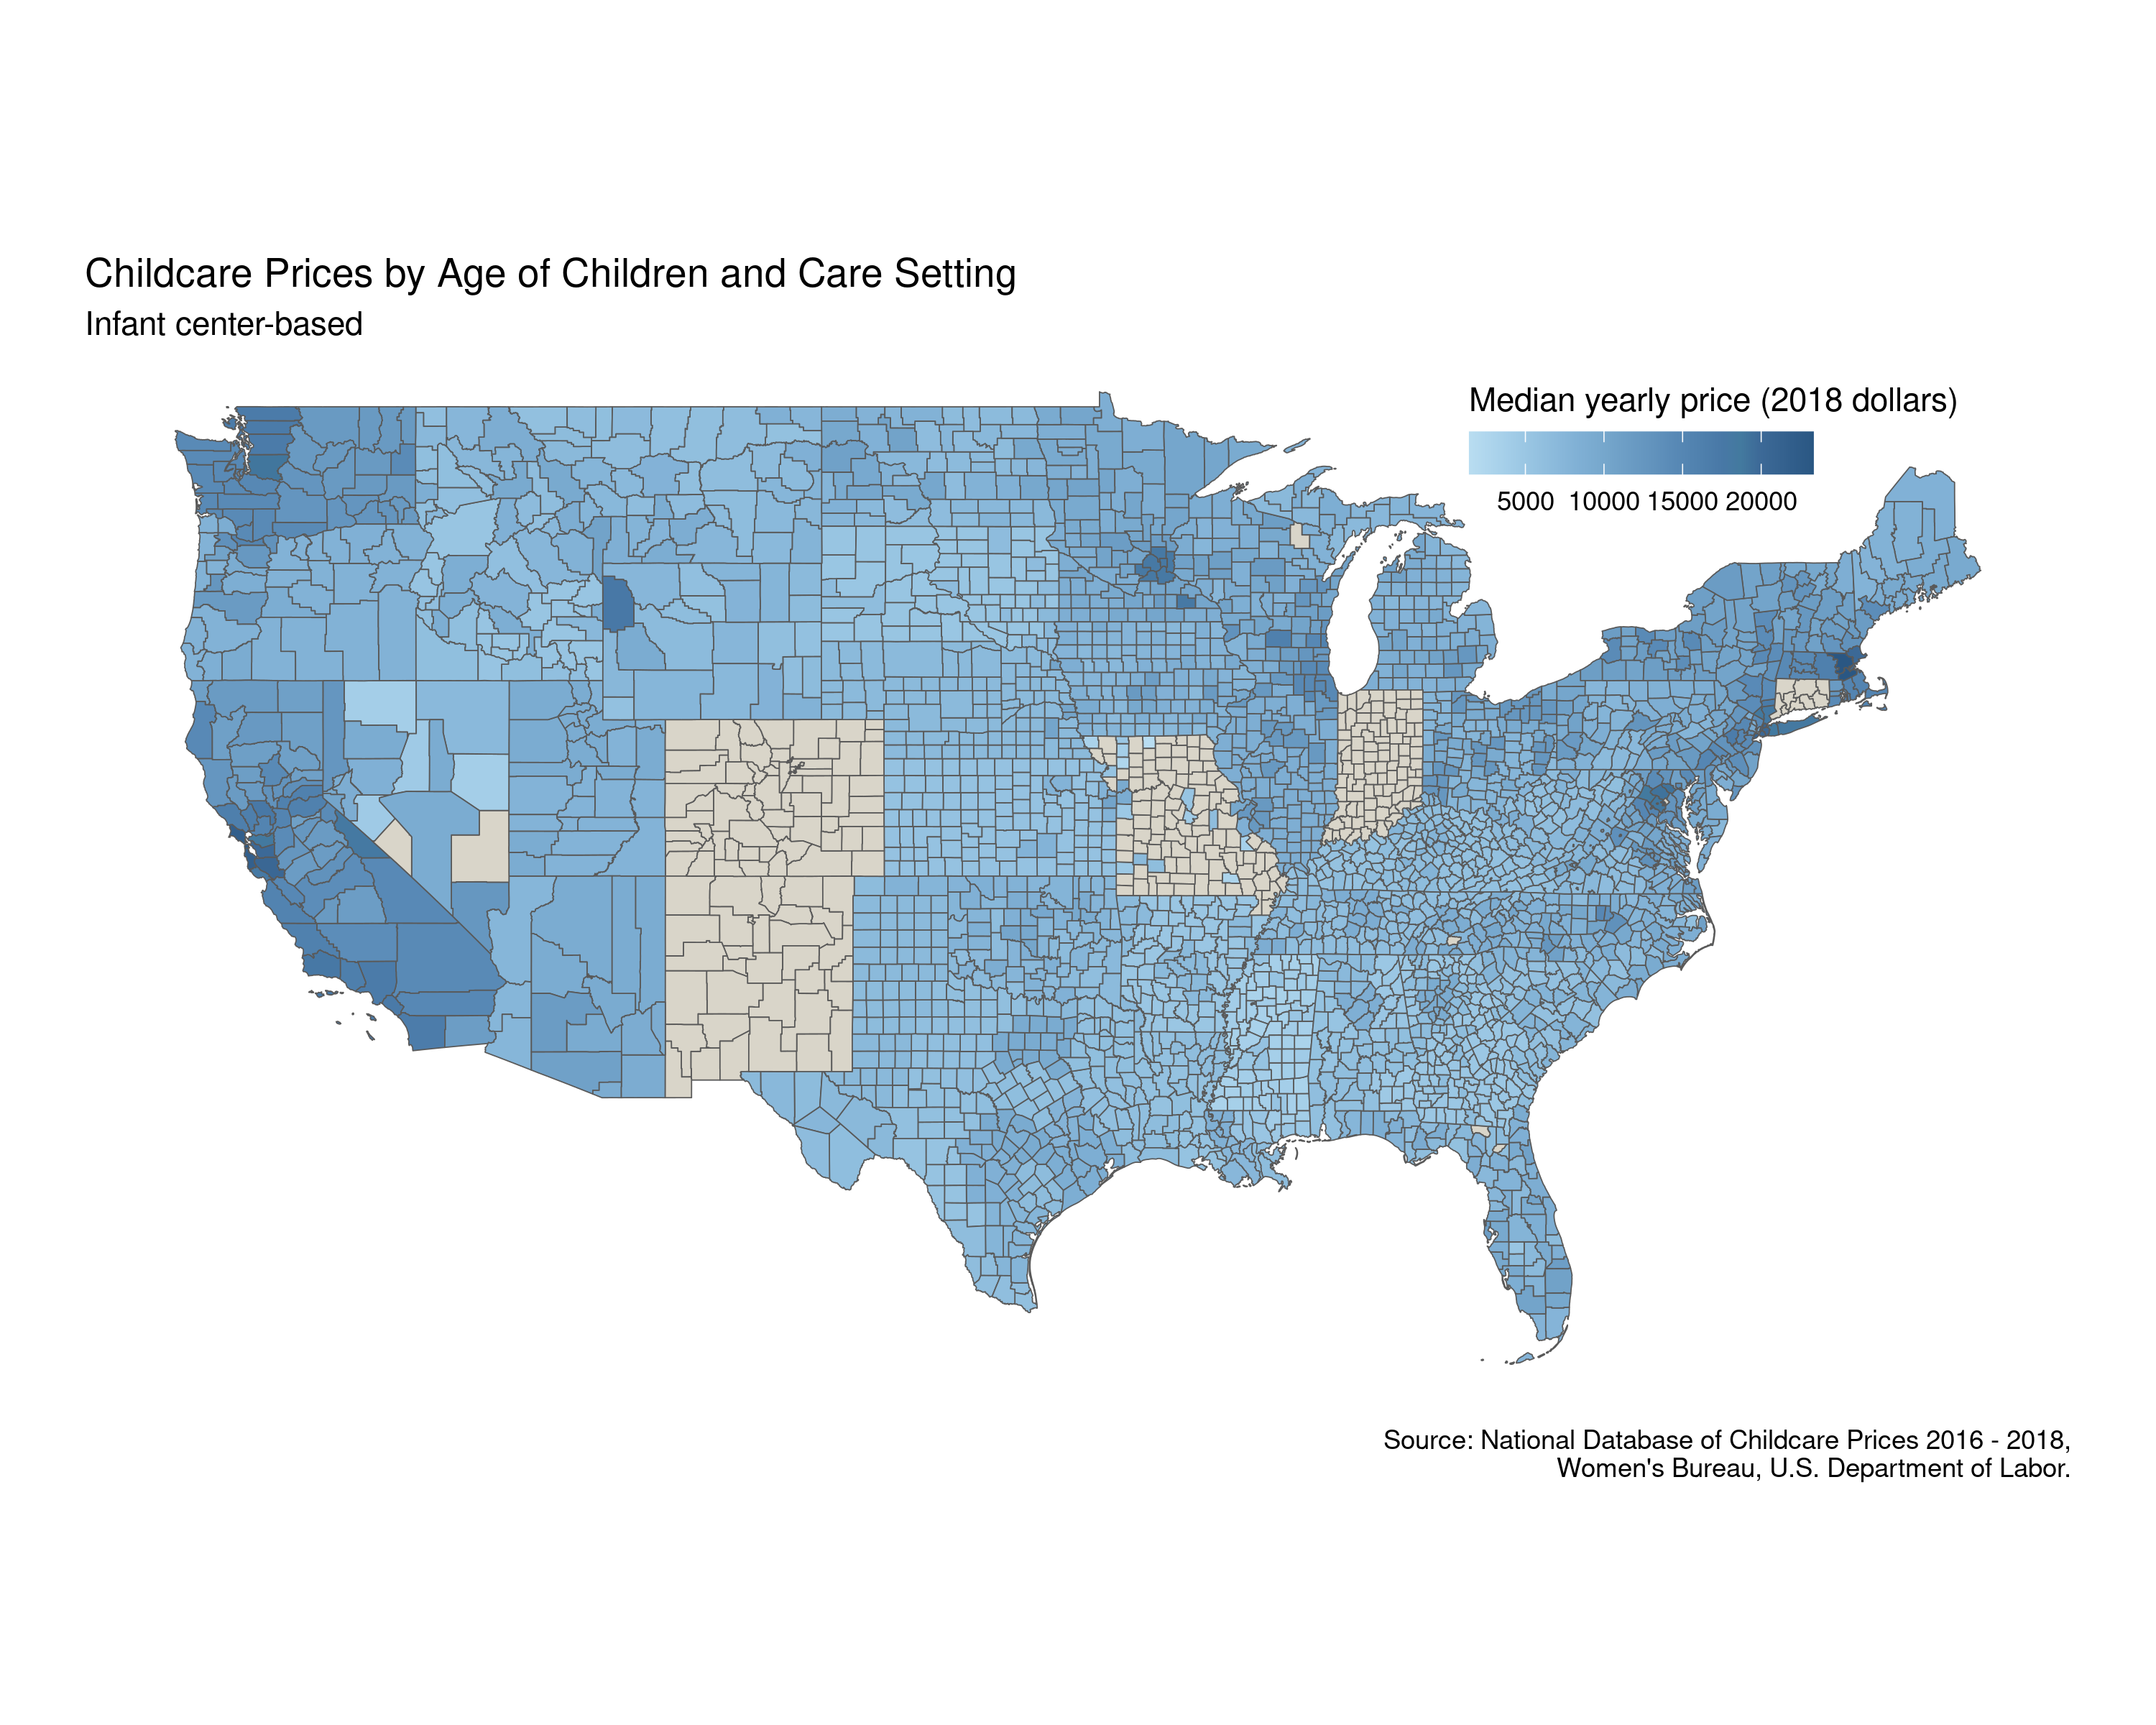 Childcare Prices by Age of Children and Care Setting
Infant center-based
Median yearly price (2018 dollars)
5000 10000 15000 20000
Source: National Database of Childcare Prices 2016 - 2018,
Women's Bureau, U.S. Department of Labor.